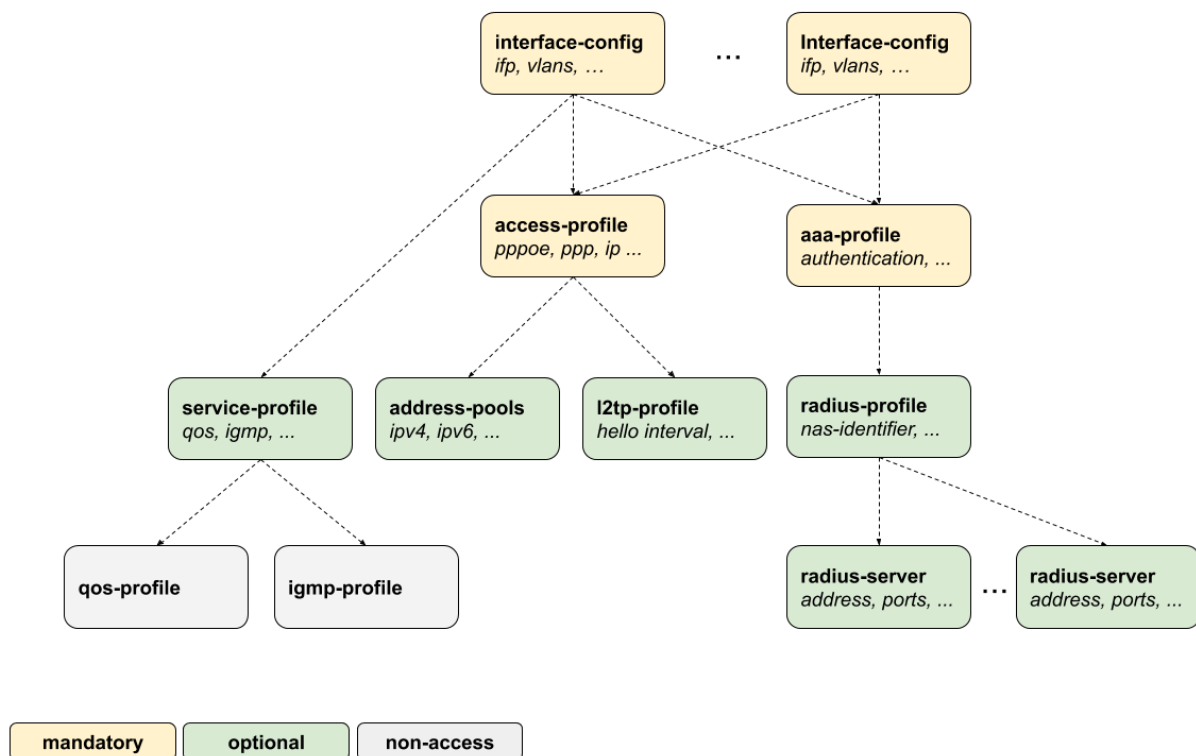 interface-config
ifp, vlans, …
...
Interface-config
ifp, vlans, …
access-profile
pppoe, ppp, ip ...
aaa-profile
authentication, ...
service-profile
qos, igmp, ...
address-pools
ipv4, ipv6, ...
l2tp-profile
hello interval, ...
radius-profile
nas-identifier, ...
qos-profile
igmp-profile
radius-server
address, ports, ...
...
radius-server
address, ports, ...
mandatory
optional
non-access